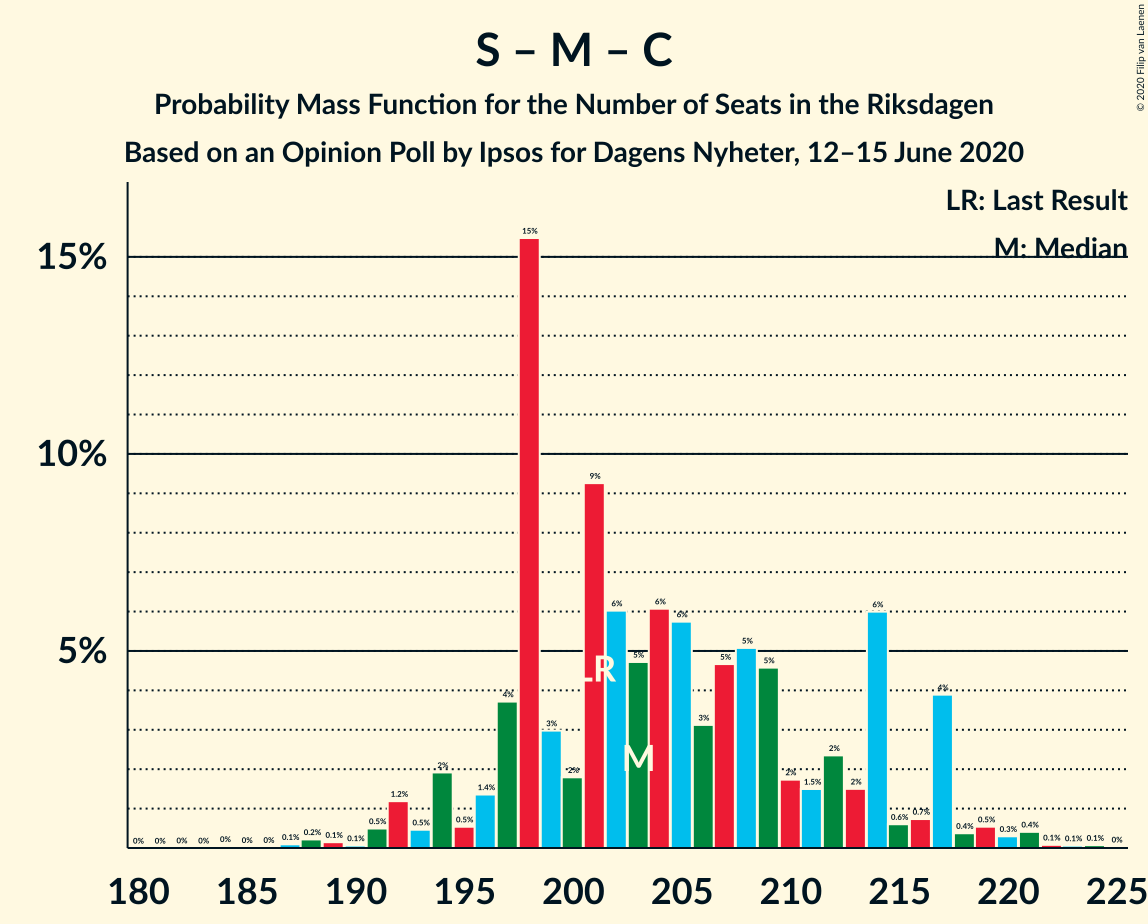 S – M – C
Probability Mass Function for the Number of Seats in the Riksdagen
Based on an Opinion Poll by Ipsos for Dagens Nyheter, 12–15 June 2020
© 2020 Filip van Laenen
LR: Last Result
M: Median
15%
10%
5%
0% 0% 0% 0% 0% 0% 0% 0.1% 0.2% 0.1% 0.1% 0.5% 1.2% 0.5% 2% 0.5% 1.4% 4% 15% 3% 2% 9% 6% 5% 6% 6% 3% 5% 5% 5% 2% 1.5% 2% 2% 6% 0.6% 0.7% 4% 0.4% 0.5% 0.3% 0.4% 0.1% 0.1% 0.1% 0%
LR
M
180 185 190 195 200 205 210 215 220 225